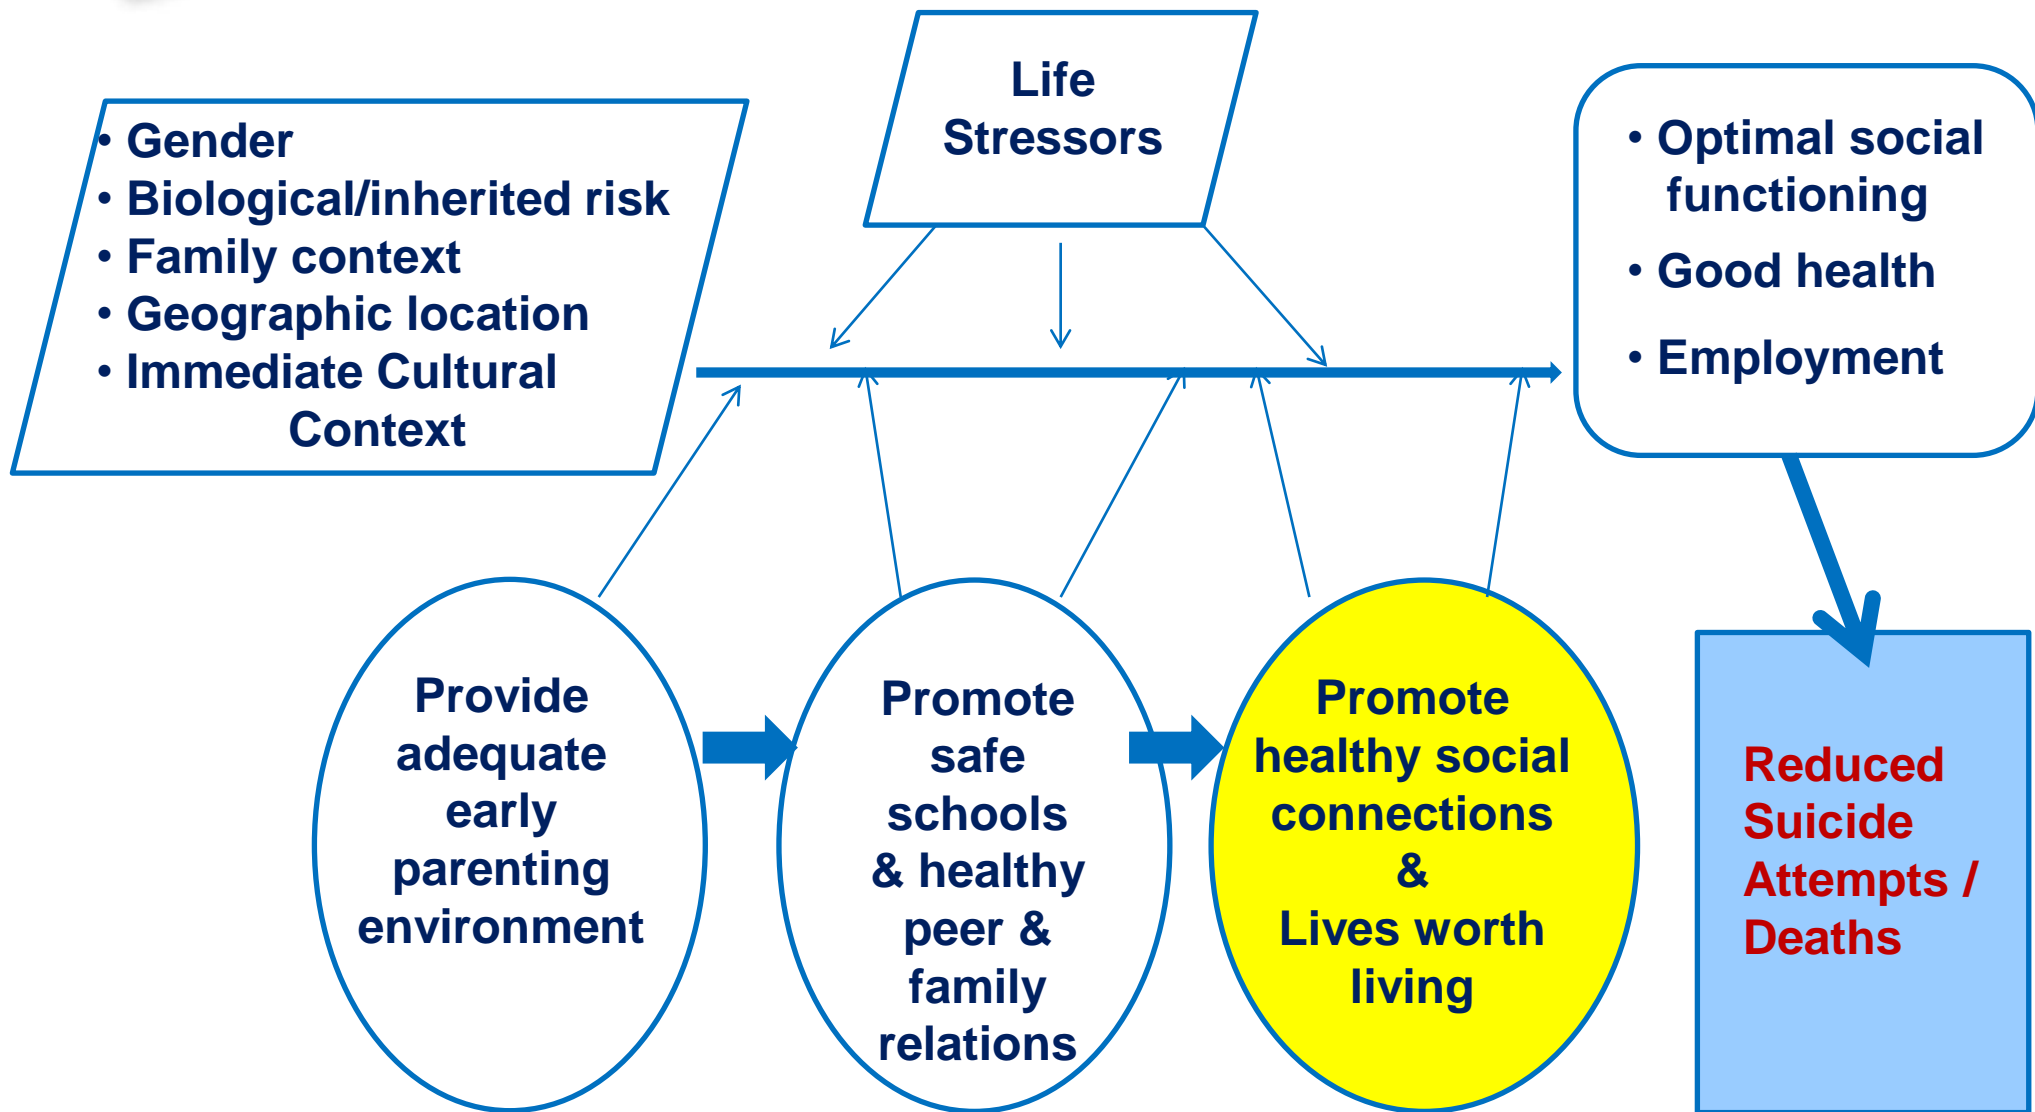 • Gender
• Biological/inherited risk
• Family context
• Geographic location
• Immediate Cultural
Context
Life
Stressors
• Optimal social
functioning
• Good health
• Employment
Provide
adequate
early
parenting
environment
Promote
safe
schools
& healthy
peer &
family
relations
Promote
healthy social
connections
&
Lives worth
living
Reduced
Suicide
Attempts /
Deaths